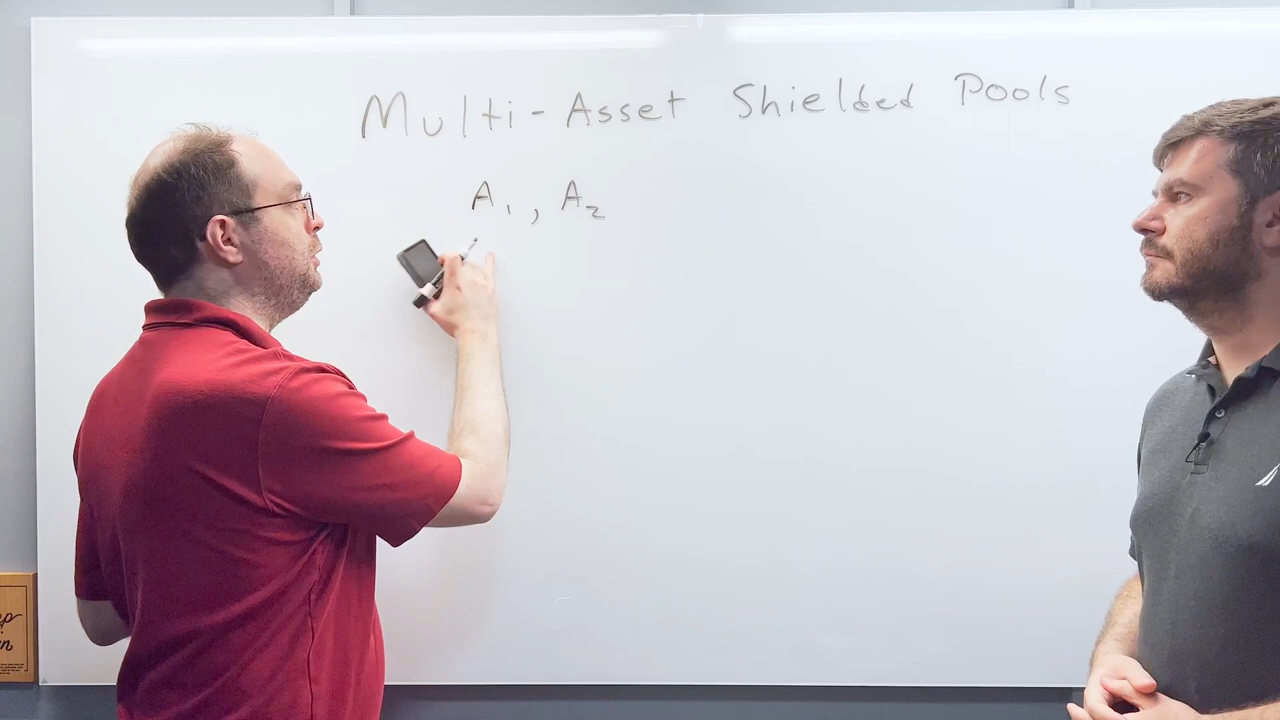 Multi-Asset Shielded Pools
A₁, A₂